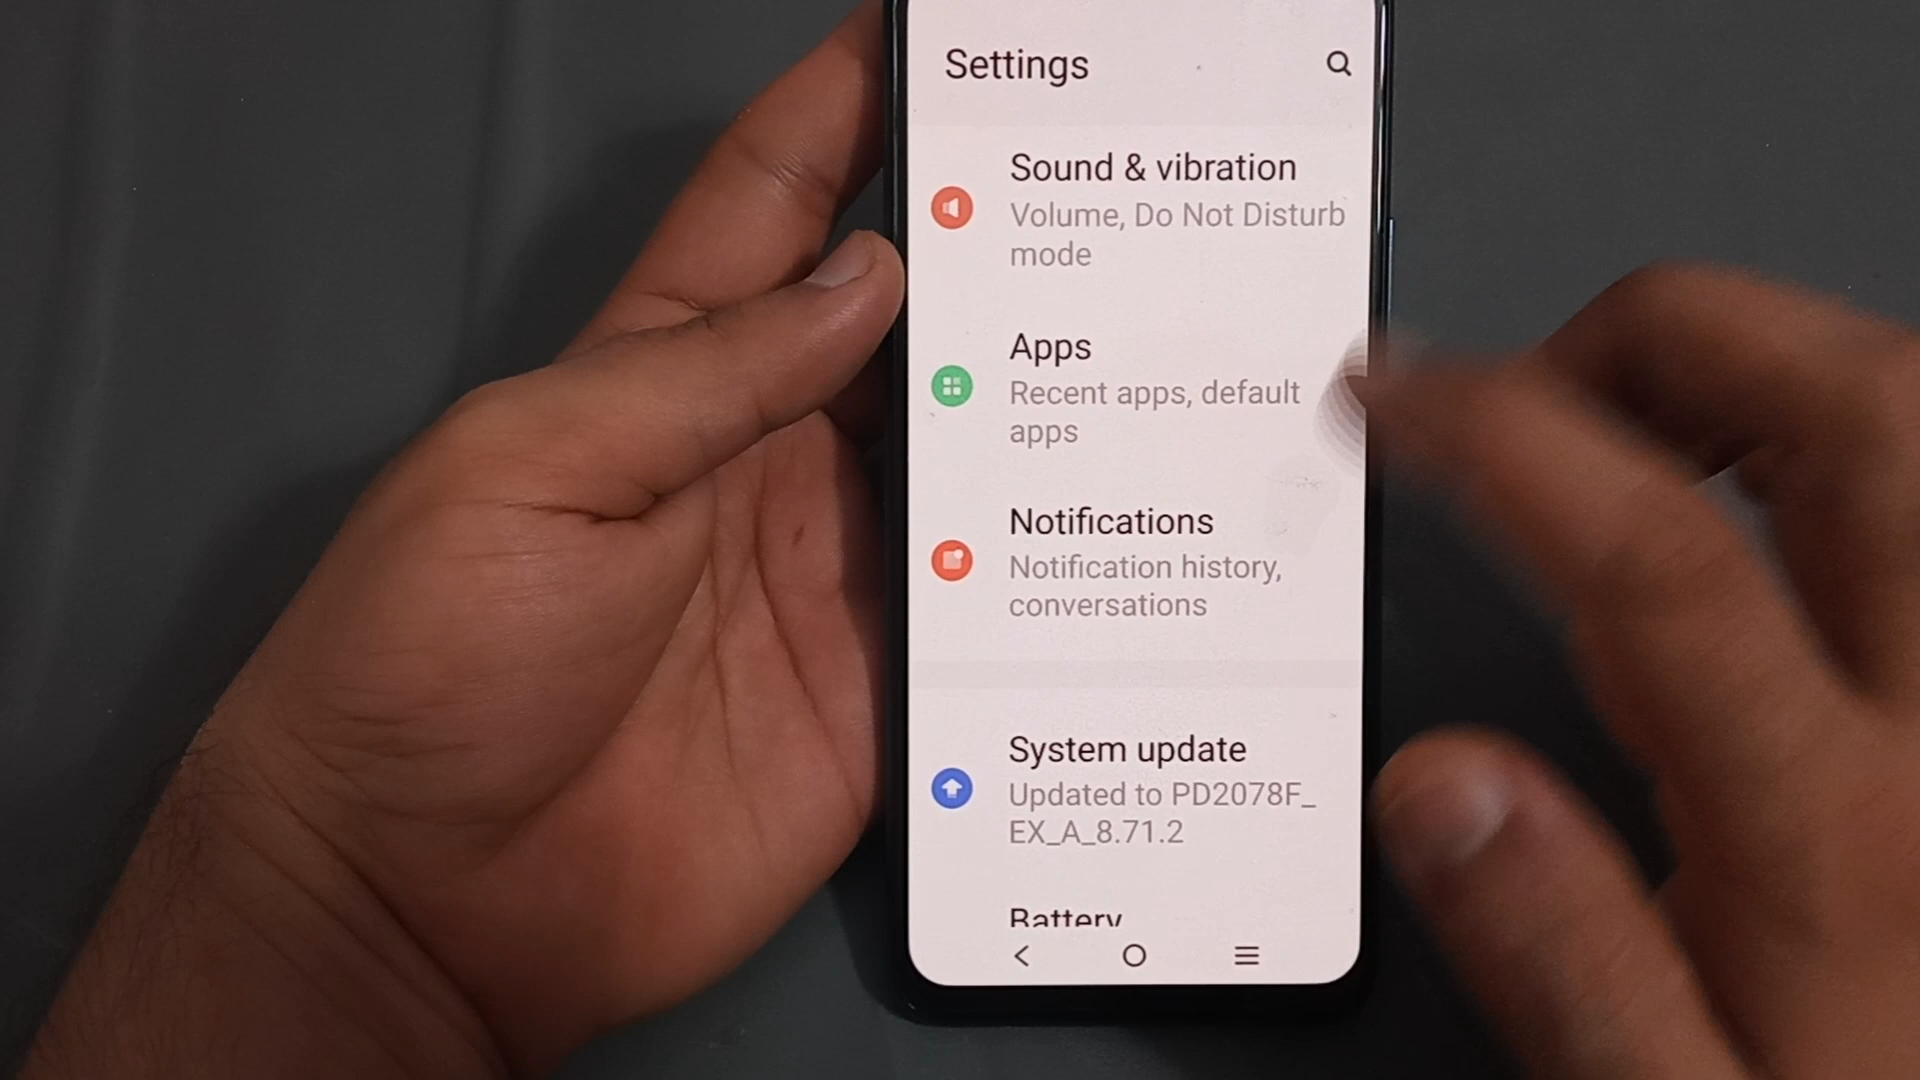 Settings
Sound & vibration
Volume, Do Not Disturb
mode
Apps
Recent apps, default
apps
Notifications
Notification history,
conversations
System update
Updated to PD2078F_
EX_A_8.71.2
Battery